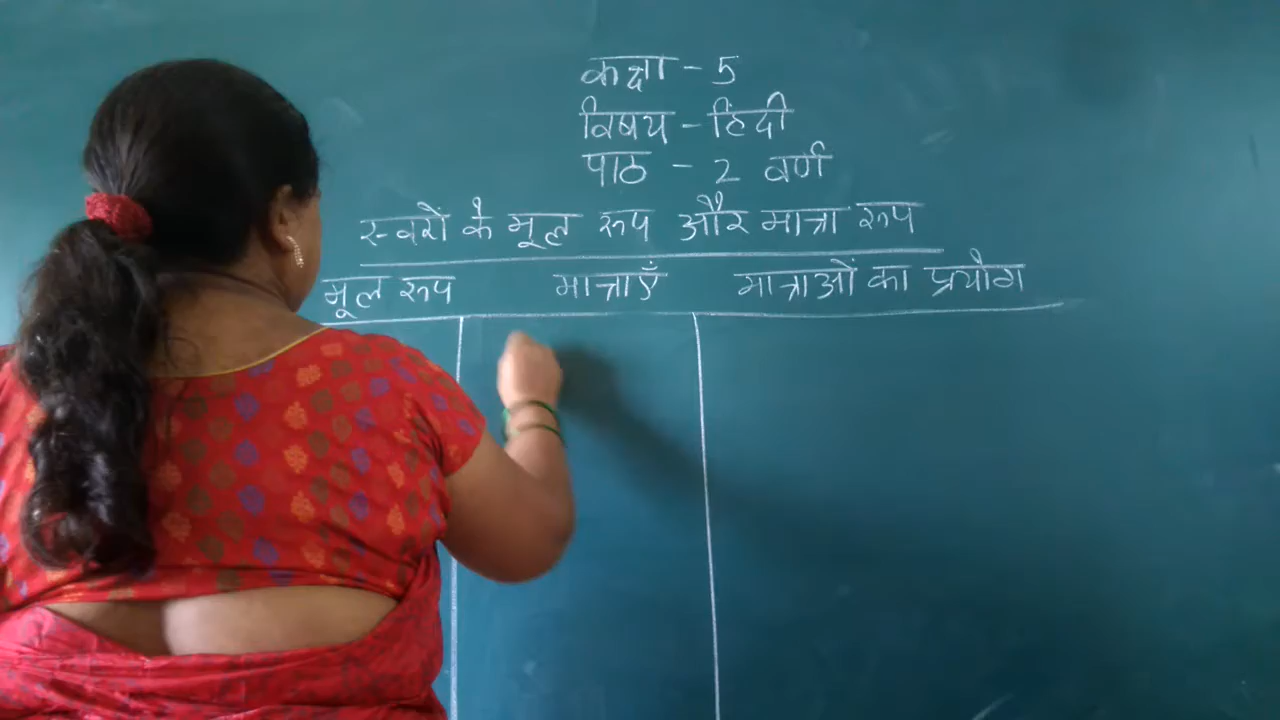 कक्षा - 5
विषय - हिंदी
पाठ - 2 वर्ण
स्वरों के मूल रूप और मात्रा रूप
मूल रूप मात्राएँ मात्राओं का प्रयोग